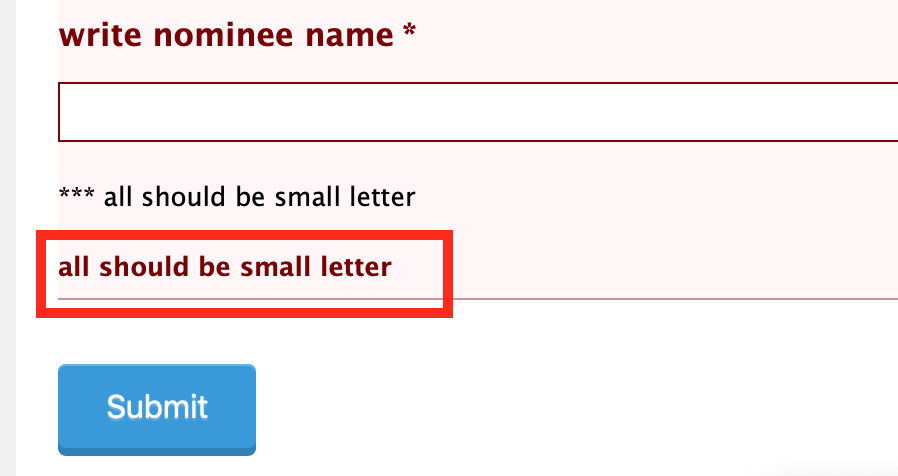 write nominee name *
*** all should be small letter
all should be small letter
Submit